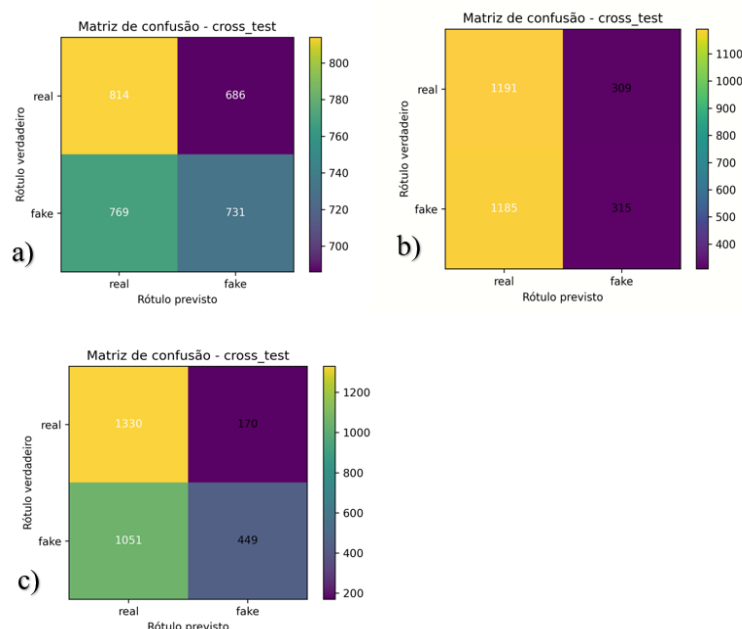 Matriz de confusão - cross_test
Rótulo verdadeiro
real
fake
814
686
769
731
real
fake
Rótulo previsto
800
780
760
740
720
700
a)
Matriz de confusão - cross_test
Rótulo verdadeiro
real
fake
1191
309
1185
315
real
fake
Rótulo previsto
1100
1000
900
800
700
600
500
400
b)
Matriz de confusão - cross_test
Rótulo verdadeiro
real
fake
1330
170
1051
449
real
fake
Rótulo previsto
1200
1000
800
600
400
200
c)